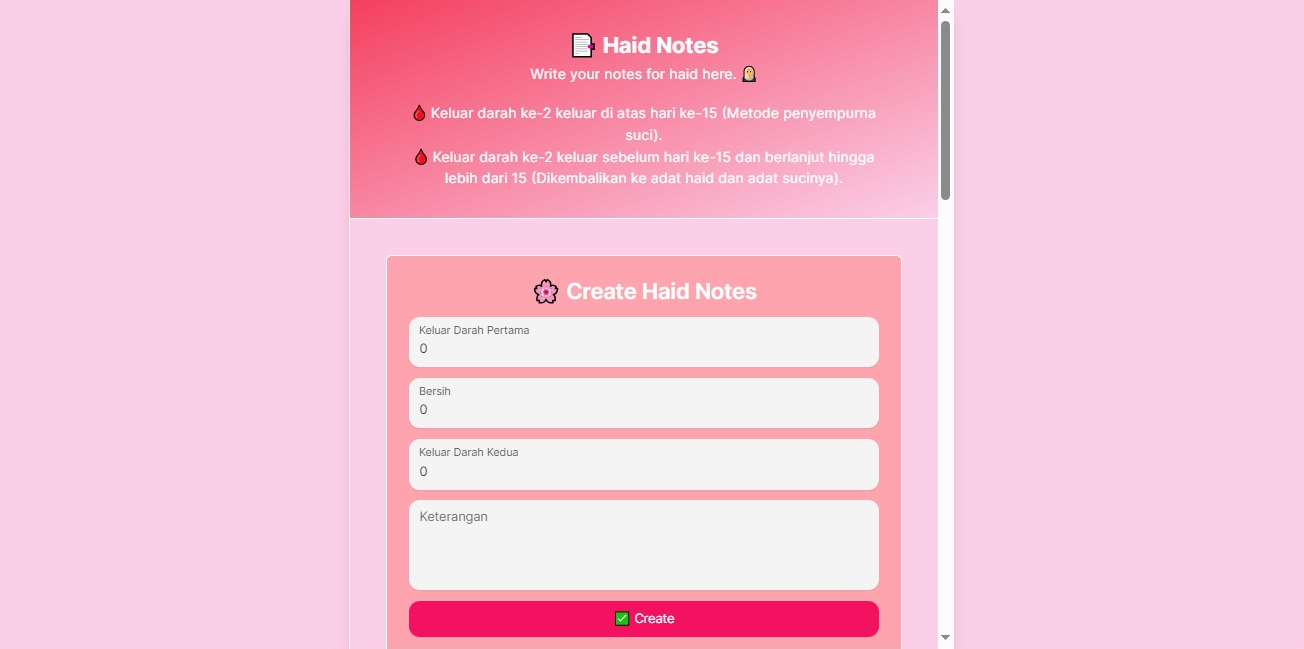 📑 Haid Notes
Write your notes for haid here. 🧕
🩸 Keluar darah ke-2 keluar di atas hari ke-15 (Metode penyempurna
suci).
🩸 Keluar darah ke-2 keluar sebelum hari ke-15 dan berlanjut hingga
lebih dari 15 (Dikembalikan ke adat haid dan adat sucinya).
🌸 Create Haid Notes
Keluar Darah Pertama
0
Bersih
0
Keluar Darah Kedua
0
Keterangan
✅ Create